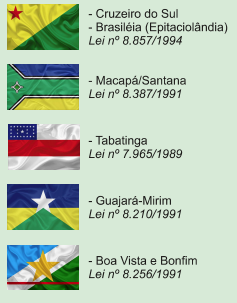 - Cruzeiro do Sul
- Brasiléia (Epitaciolândia)
Lei nº 8.857/1994
- Macapá/Santana
Lei nº 8.387/1991
- Tabatinga
Lei nº 7.965/1989
- Guajará-Mirim
Lei nº 8.210/1991
- Boa Vista e Bonfim
Lei nº 8.256/1991